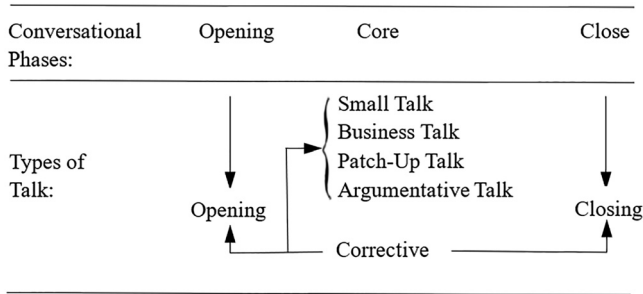 Conversational Phases: Opening Core Close
Types of Talk:
Small Talk
Business Talk
Patch-Up Talk
Argumentative Talk
Opening
Closing
Corrective